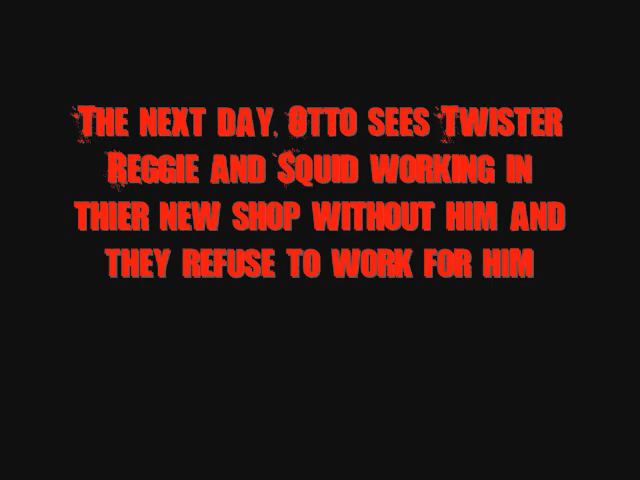 The next day, Otto sees Twister
Reggie and Squid working in
thier new shop without him and
they refuse to work for him